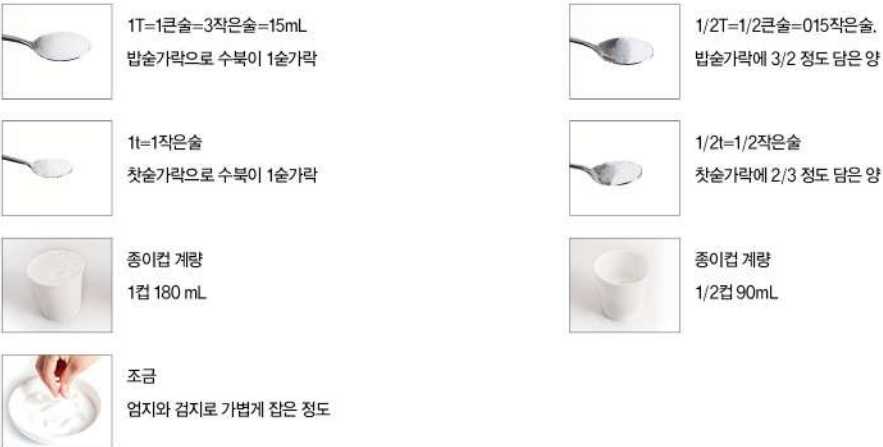 1T=1큰술=3작은술=15mL
밥숟가락으로 수북이 1숟가락
1/2T=1/2큰술=015작은술.
밥숟가락에 3/2 정도 담은 양
1t=1작은술
찻숟가락으로 수북이 1숟가락
1/2t=1/2작은술
찻숟가락에 2/3 정도 담은 양
종이컵 계량
1컵 180 mL
종이컵 계량
1/2컵 90mL
조금
엄지와 검지로 가볍게 잡은 정도